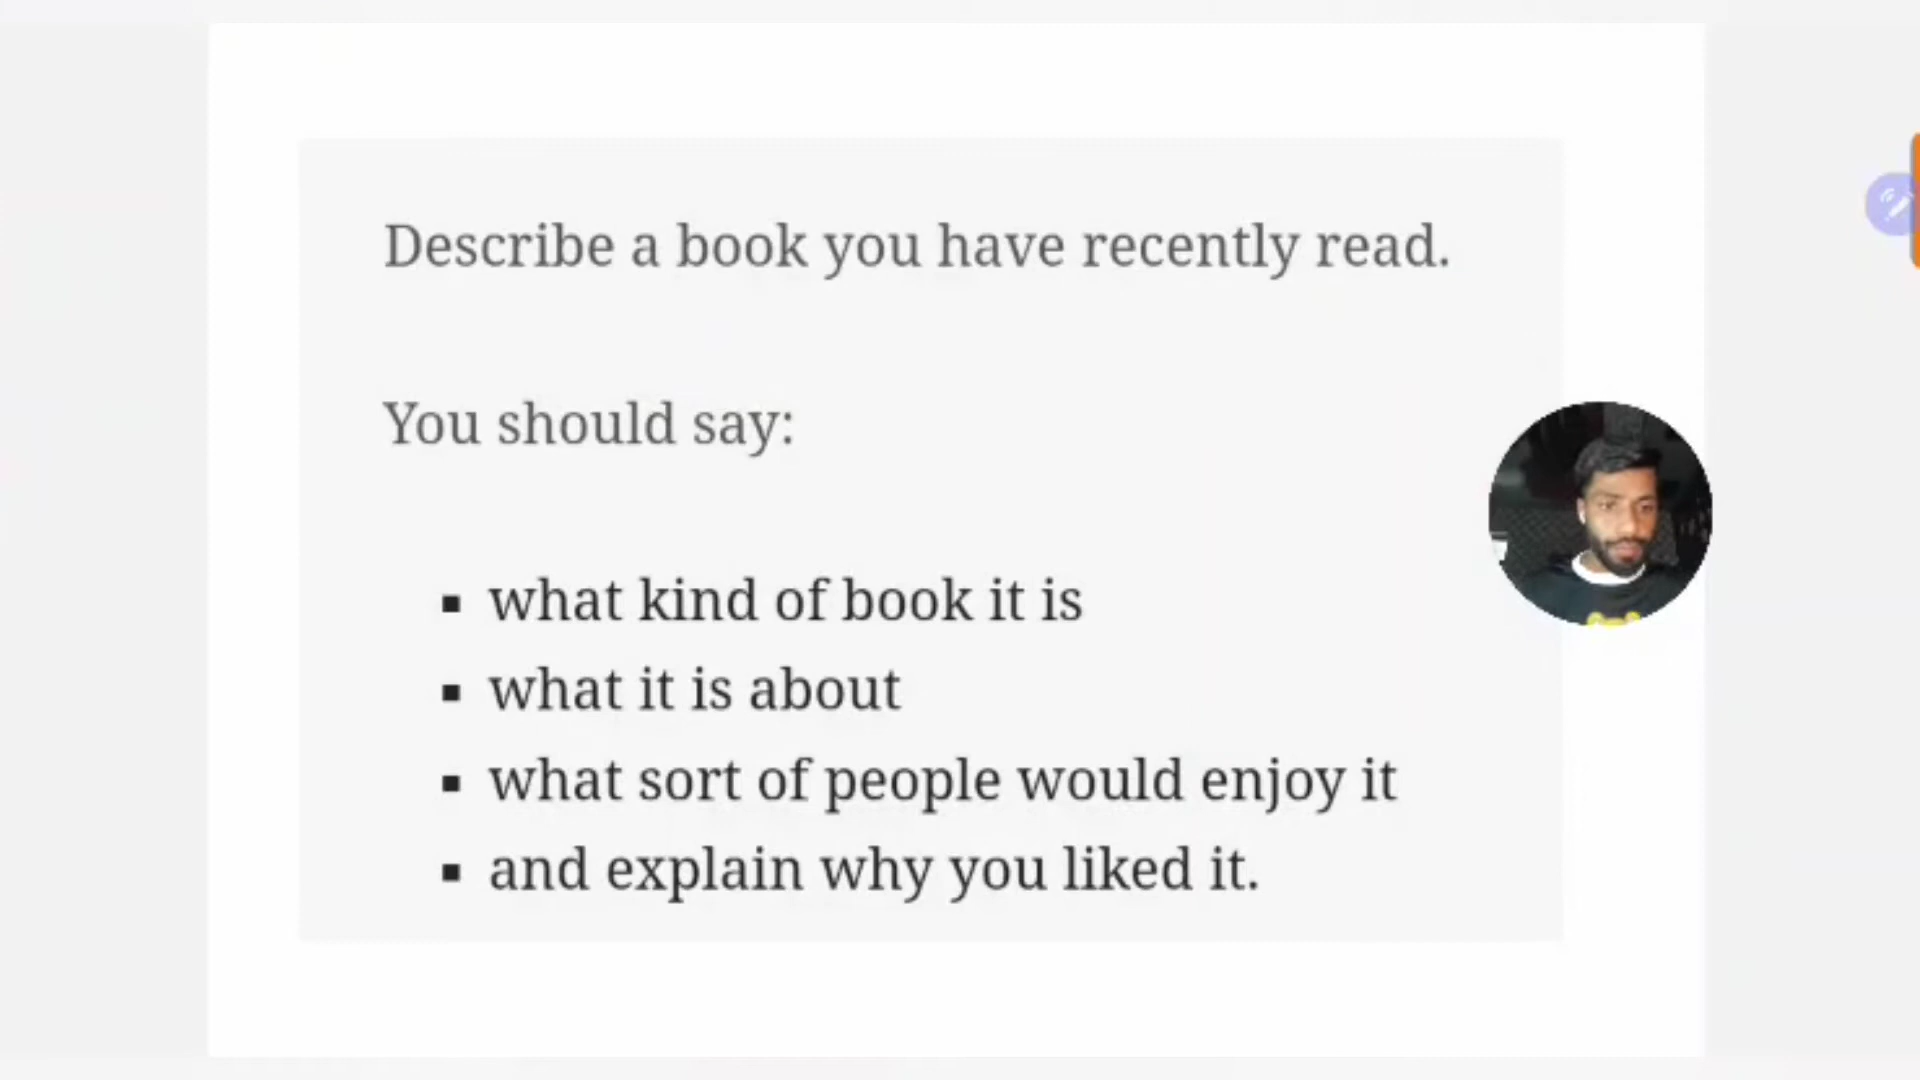 Describe a book you have recently read.
You should say:
▪ what kind of book it is
▪ what it is about
▪ what sort of people would enjoy it
▪ and explain why you liked it.